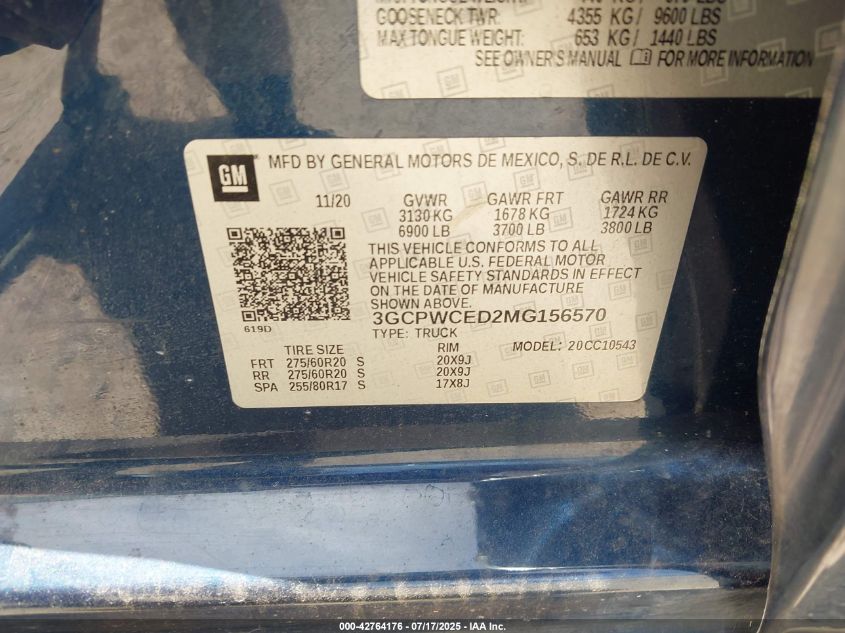 GOOSENECK TWR: 4355 KG/ 9600 LBS
MAX TONGUE WEIGHT: 653 KG/ 1440 LBS
SEE OWNER'S MANUAL FOR MORE INFORMATION
GM MFD BY GENERAL MOTORS DE MEXICO, S. DE R.L. DE C.V.
11/20 GVWR GAWR FRT GAWR RR
3130 KG 1678 KG 1724 KG
6900 LB 3700 LB 3800 LB
THIS VEHICLE CONFORMS TO ALL
APPLICABLE U.S. FEDERAL MOTOR
VEHICLE SAFETY STANDARDS IN EFFECT
ON THE DATE OF MANUFACTURE
SHOWN ABOVE.
619D
3GCPWCED2MG156570
TYPE: TRUCK MODEL: 20CC10543
TIRE SIZE RIM
FRT 275/60R20 S 20X9J
RR 275/60R20 S 20X9J
SPA 255/80R17 S 17X8J
000-42764176 - 07/17/2025 - IAA Inc.